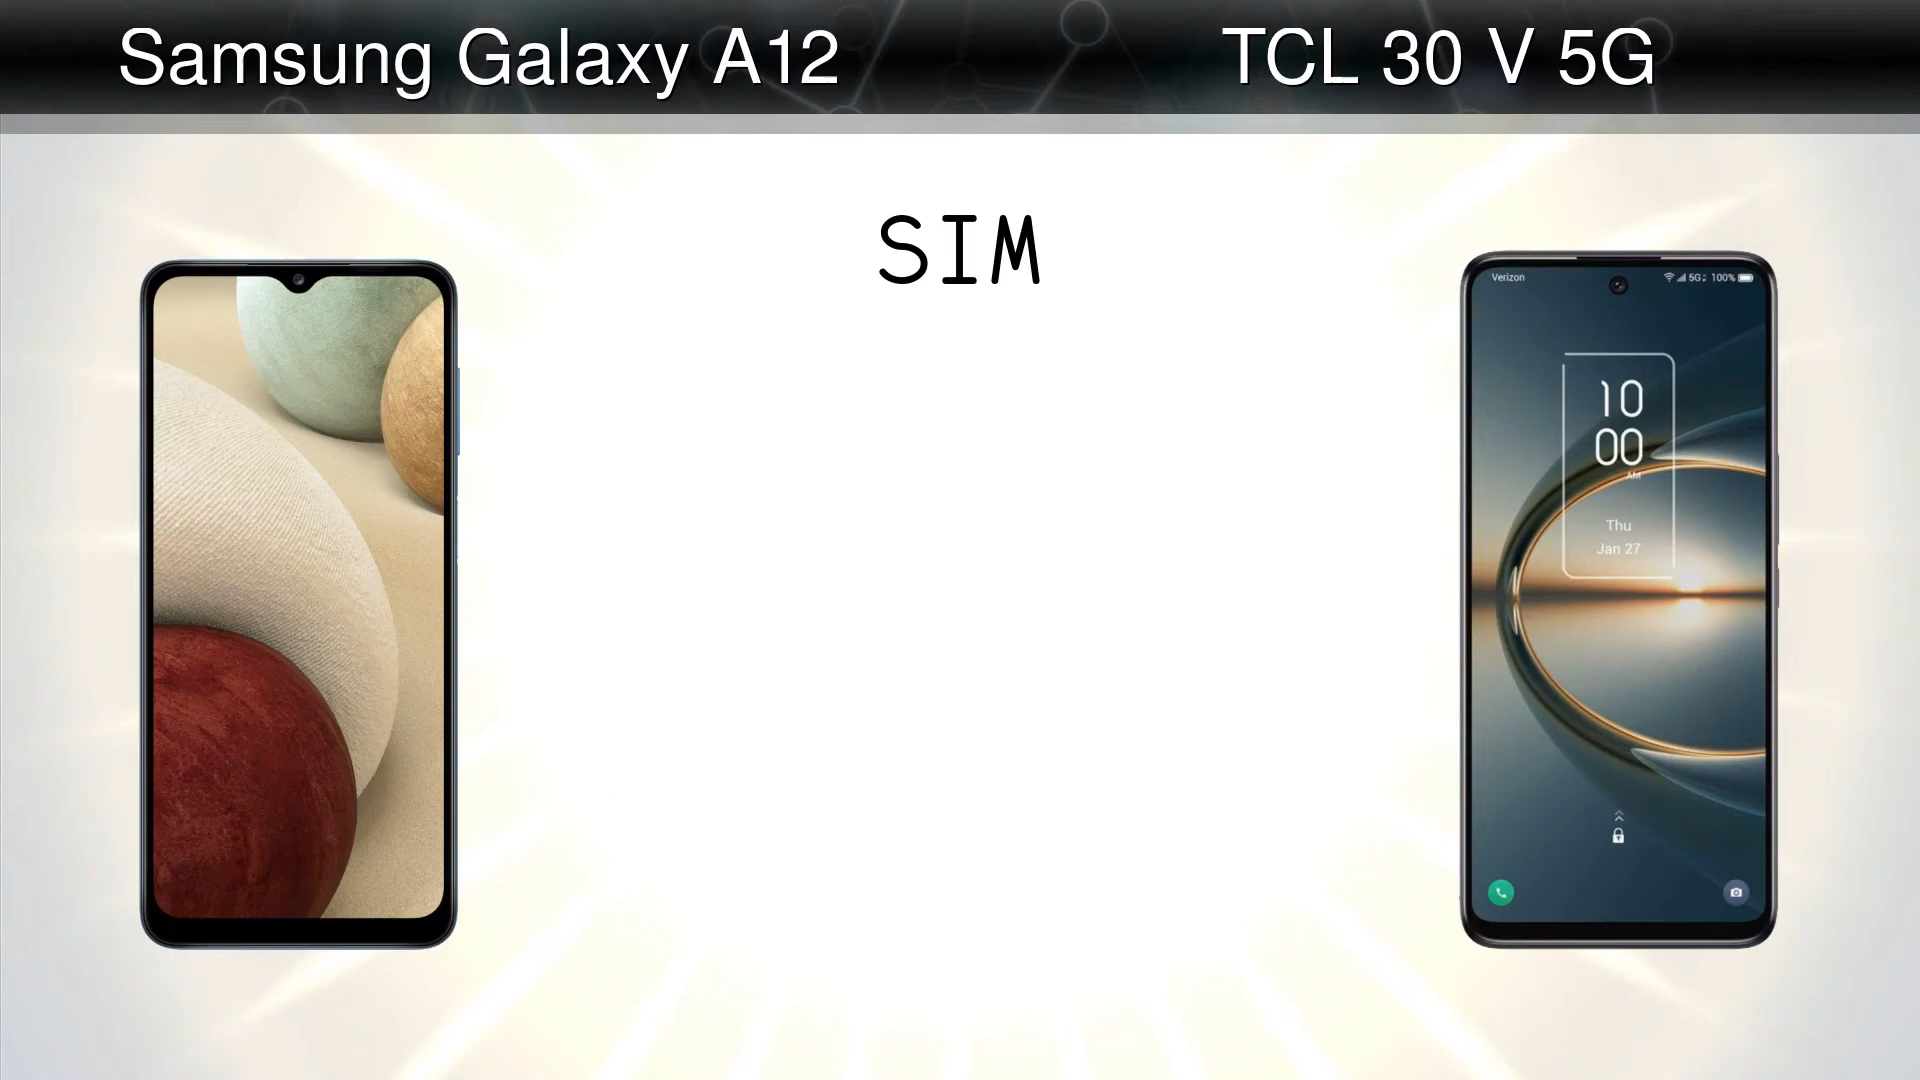 Samsung Galaxy A12
TCL 30 V 5G
SIM
Verizon
5G 100%
10
00
AM
Thu
Jan 27